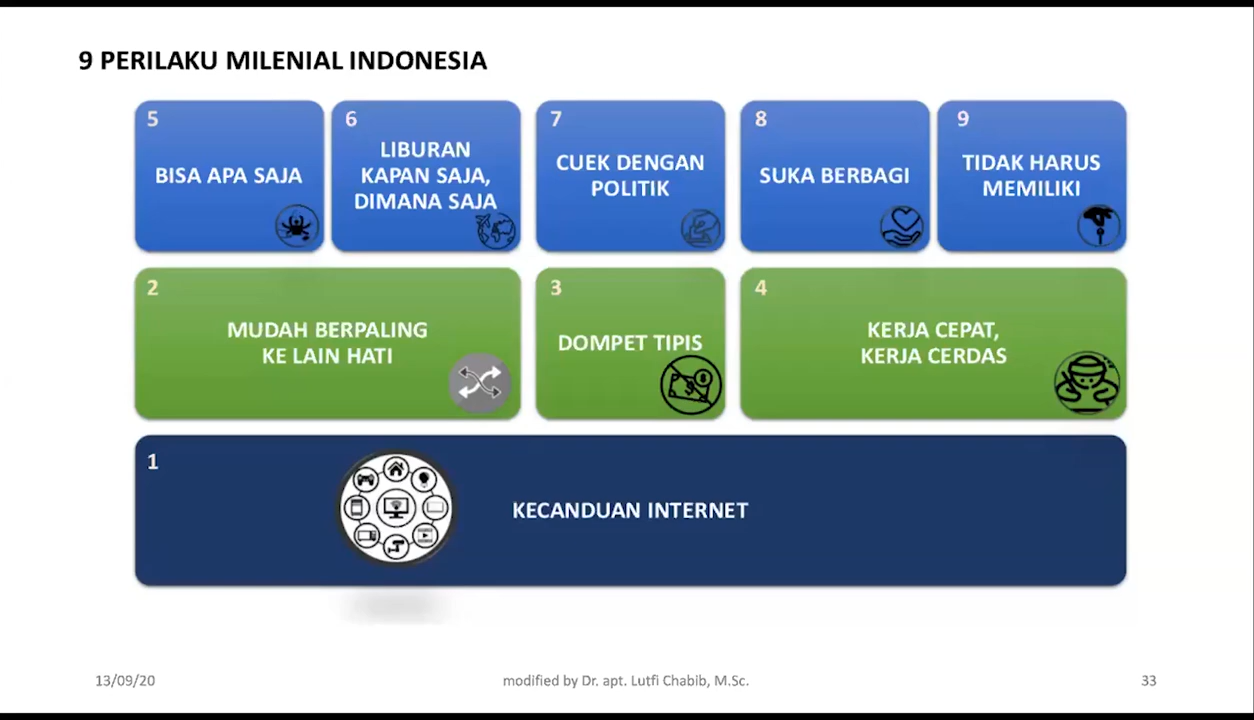 9 PERILAKU MILENIAL INDONESIA
5
BISA APA SAJA
6
LIBURAN
KAPAN SAJA,
DIMANA SAJA
7
CUEK DENGAN
POLITIK
8
SUKA BERBAGI
9
TIDAK HARUS
MEMILIKI
2
MUDAH BERPALING
KE LAIN HATI
3
DOMPET TIPIS
4
KERJA CEPAT,
KERJA CERDAS
1
KECANDUAN INTERNET
13/09/20
modified by Dr. apt. Lutfi Chabib, M.Sc.
33